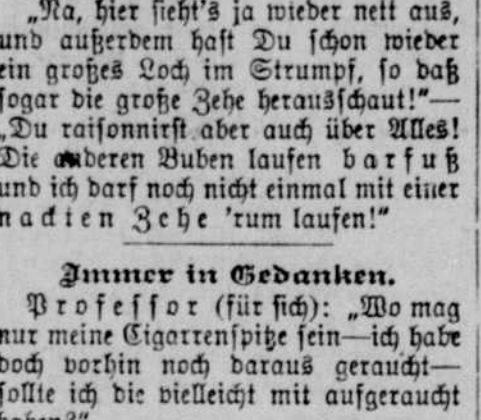 „Na, hier sieht's ja wieder nett aus,
und außerdem hast Du schon wieder
ein großes Loch im Strumpf, so daß
sogar die große Zehe herausschaut!"—
„Du raisonnirst aber auch über Alles!
Die anderen Buben laufen barfuß
und ich darf noch nicht einmal mit einer
nackten Zehe 'rum laufen!"
Immer in Gedanken.
Professor (für sich): „Wo mag
nur meine Cigarrenspitze sein—ich habe
doch vorhin noch daraus geraucht—
sollte ich die vielleicht mit aufgeraucht
haben?"